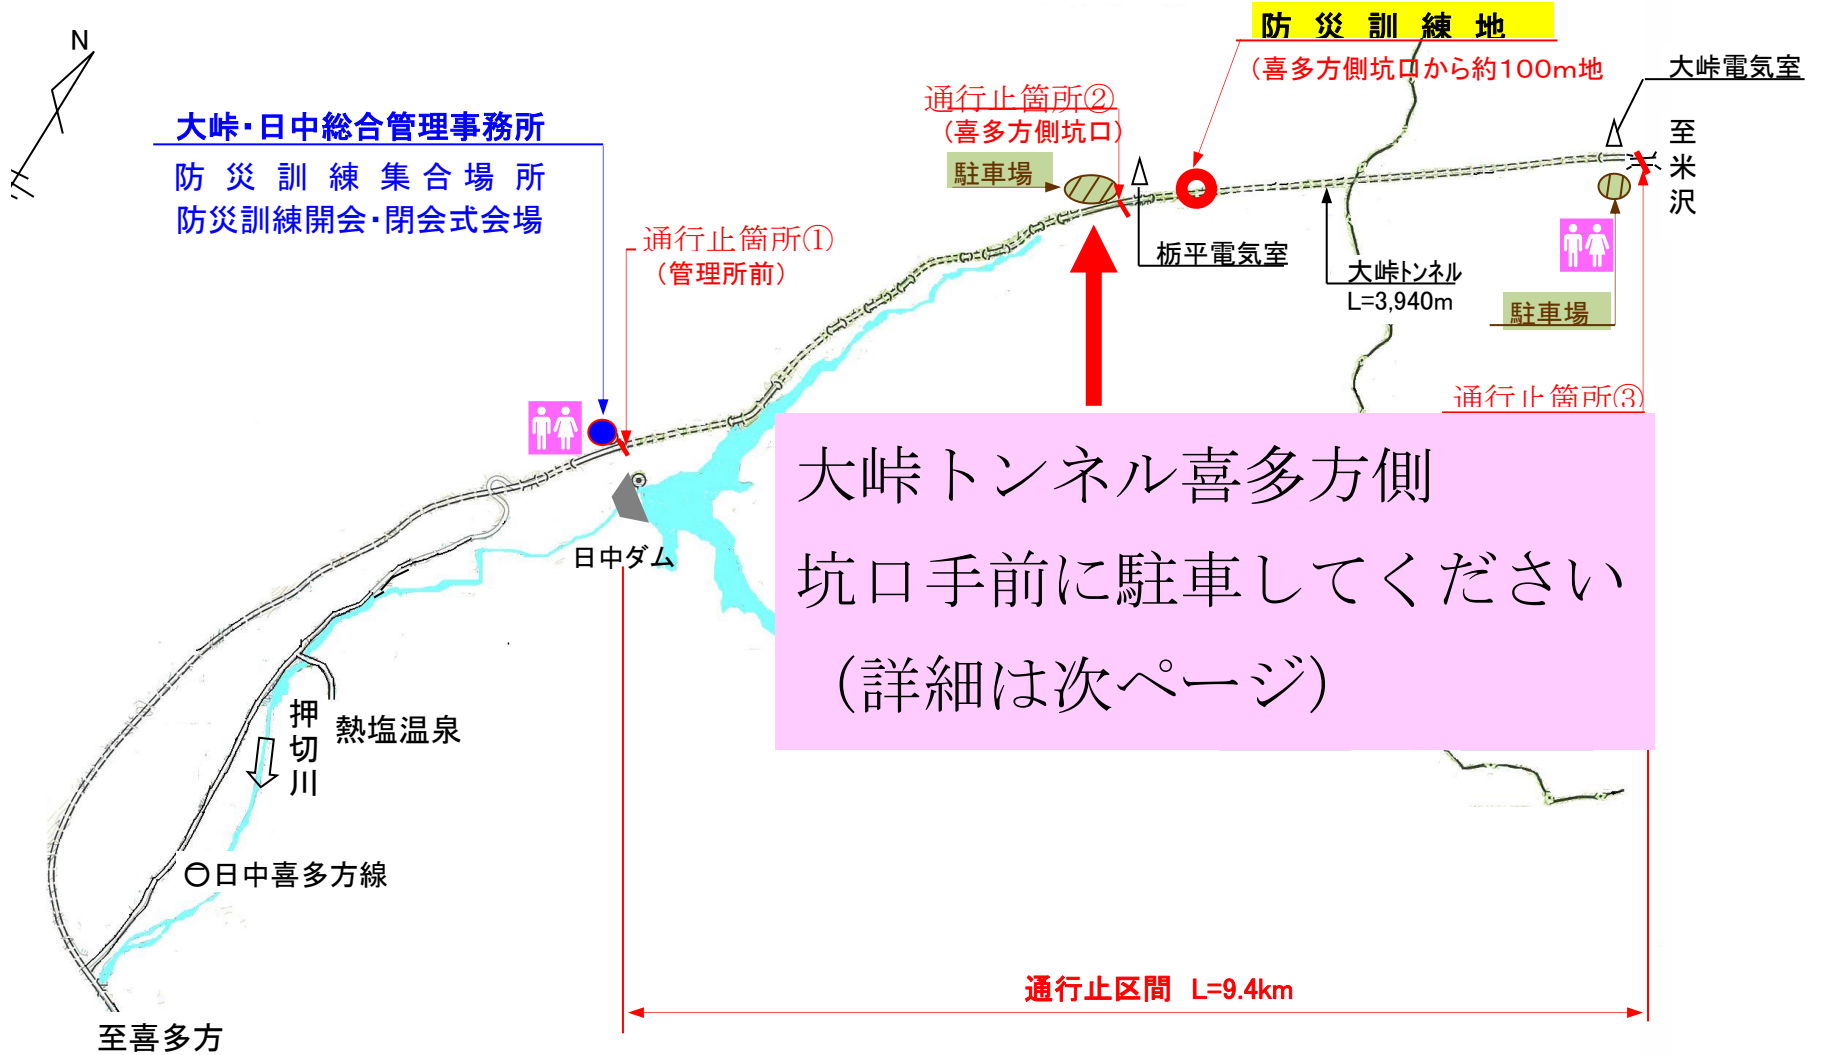 N
防災訓練地
(喜多方側坑口から約100m地
大峠電気室
通行止箇所②
(喜多方側坑口)
大峠・日中総合管理事務所
防災訓練集合場所
防災訓練開会・閉会式会場
駐車場
至米沢
通行止箇所①
(管理所前)
栃平電気室
大峠トンネル
L=3,940m
駐車場
通行止箇所③
大峠トンネル喜多方側
坑口手前に駐車してください
(詳細は次ページ)
日中ダム
押切川
熱塩温泉
日中喜多方線
通行止区間 L=9.4km
至喜多方